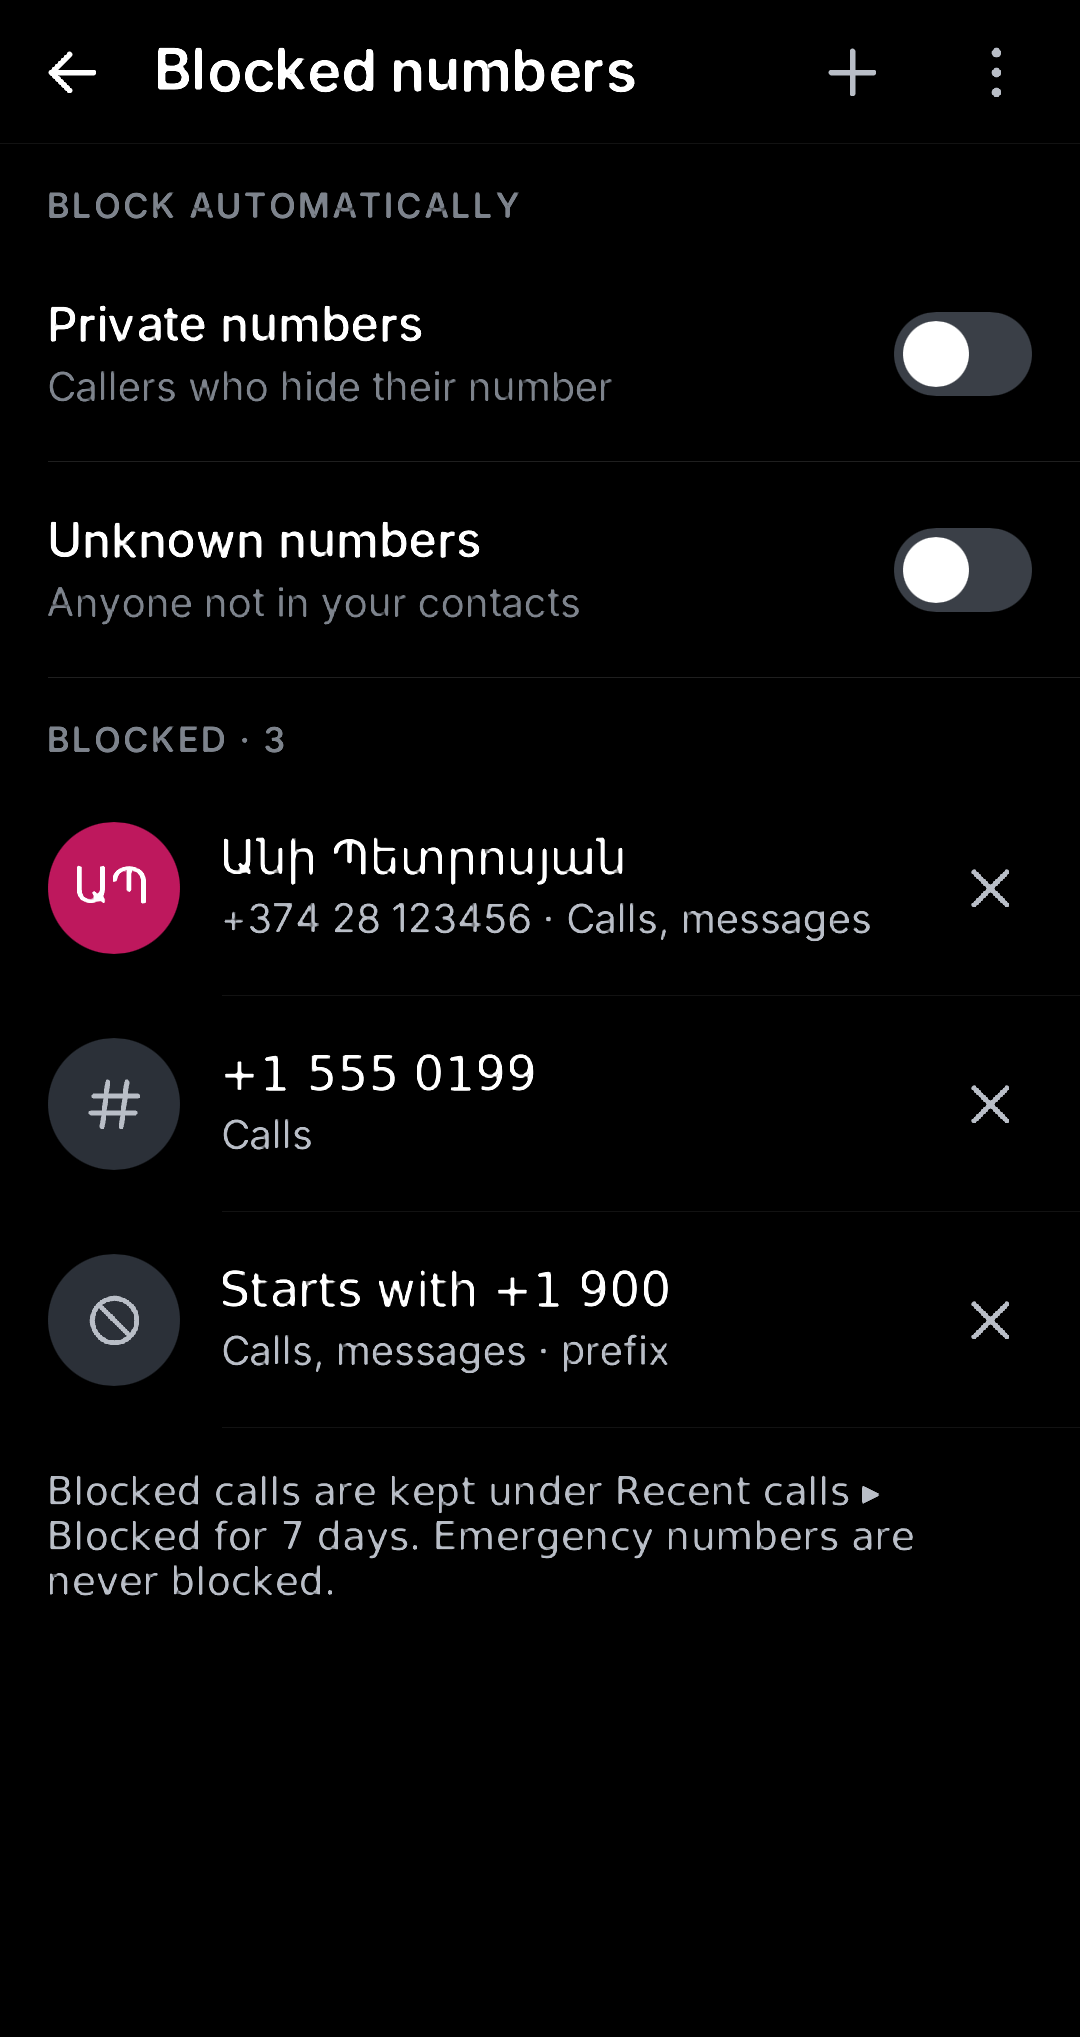 Blocked numbers
BLOCK AUTOMATICALLY
Private numbers
Callers who hide their number
Unknown numbers
Anyone not in your contacts
BLOCKED · 3
ԱՊ
Անի Պետրոսյան
+374 28 123456 · Calls, messages
+1 555 0199
Calls
Starts with +1 900
Calls, messages · prefix
Blocked calls are kept under Recent calls ▸
Blocked for 7 days. Emergency numbers are
never blocked.